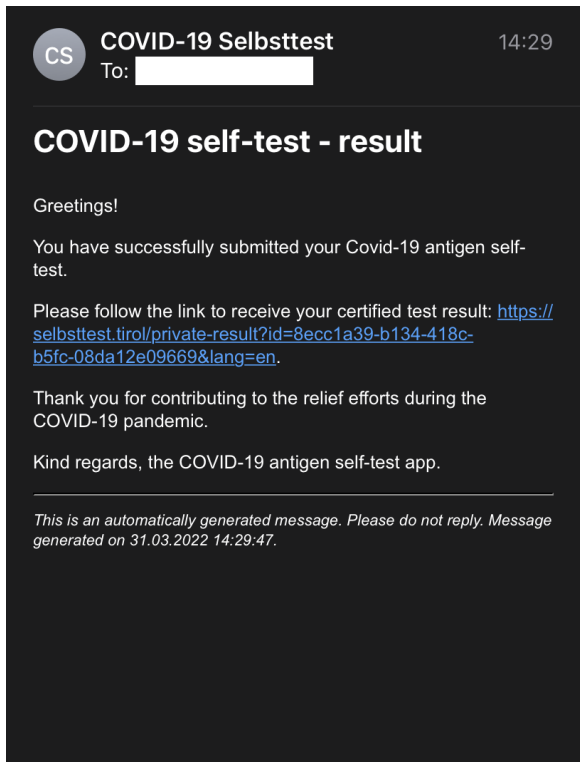 CS
COVID-19 Selbsttest
14:29
To:
COVID-19 self-test - result
Greetings!
You have successfully submitted your Covid-19 antigen self-
test.
Please follow the link to receive your certified test result: https://
selbsttest.tirol/private-result?id=8ecc1a39-b134-418c-
b5fc-08da12e09669&lang=en.
Thank you for contributing to the relief efforts during the
COVID-19 pandemic.
Kind regards, the COVID-19 antigen self-test app.
This is an automatically generated message. Please do not reply. Message
generated on 31.03.2022 14:29:47.